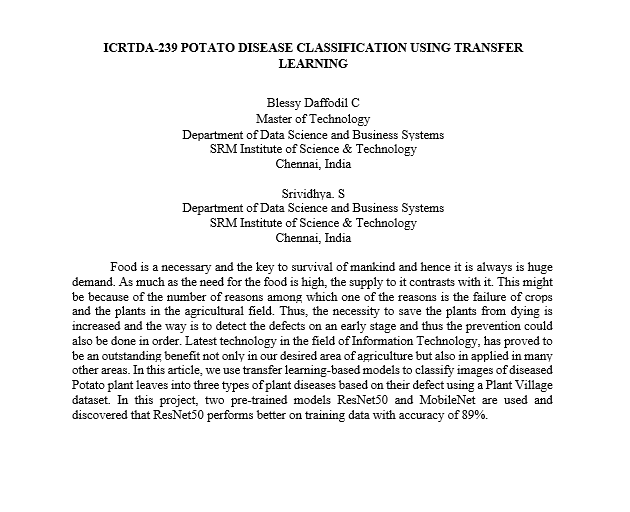 ICRTDA-239 POTATO DISEASE CLASSIFICATION USING TRANSFER
LEARNING
Blessy Daffodil C
Master of Technology
Department of Data Science and Business Systems
SRM Institute of Science & Technology
Chennai, India
Srividhya. S
Department of Data Science and Business Systems
SRM Institute of Science & Technology
Chennai, India
Food is a necessary and the key to survival of mankind and hence it is always is huge
demand. As much as the need for the food is high, the supply to it contrasts with it. This might
be because of the number of reasons among which one of the reasons is the failure of crops
and the plants in the agricultural field. Thus, the necessity to save the plants from dying is
increased and the way is to detect the defects on an early stage and thus the prevention could
also be done in order. Latest technology in the field of Information Technology, has proved to
be an outstanding benefit not only in our desired area of agriculture but also in applied in many
other areas. In this article, we use transfer learning-based models to classify images of diseased
Potato plant leaves into three types of plant diseases based on their defect using a Plant Village
dataset. In this project, two pre-trained models ResNet50 and MobileNet are used and
discovered that ResNet50 performs better on training data with accuracy of 89%.